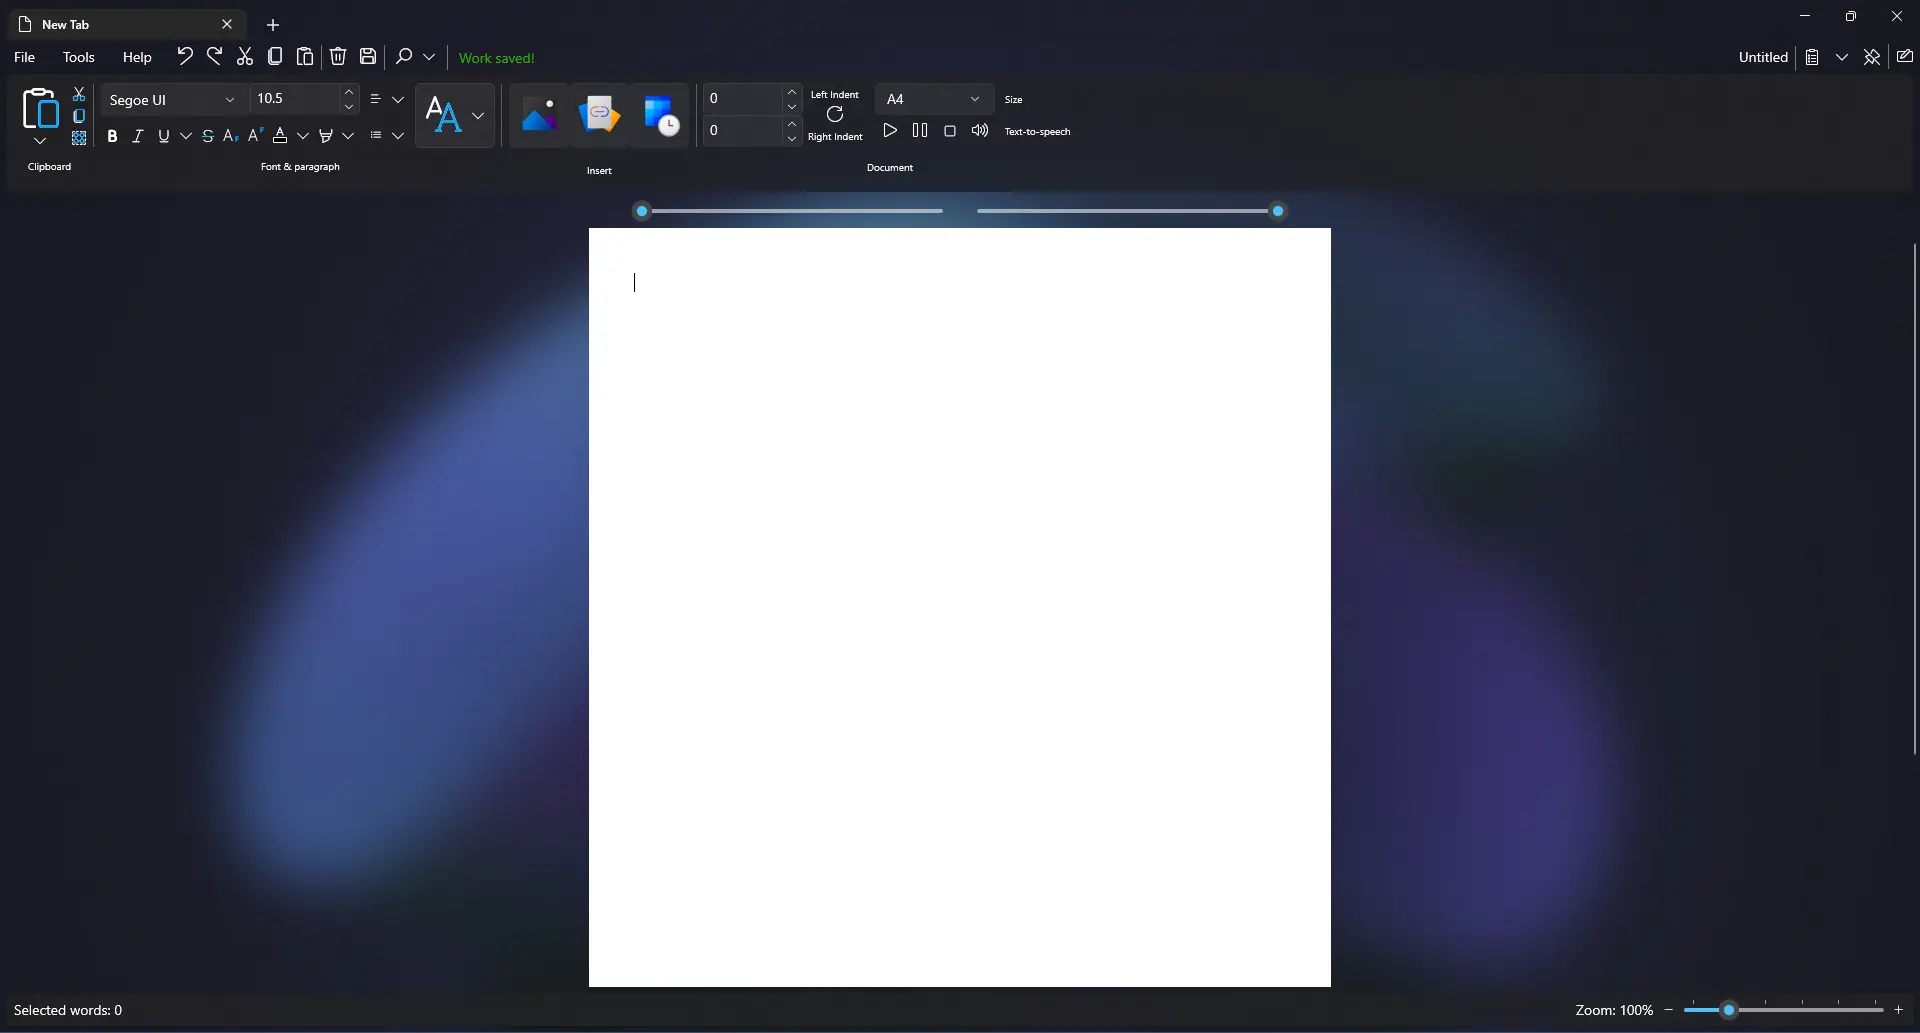 New Tab
File Tools Help Work saved! Untitled
Segoe UI 10.5 0 Left Indent A4 Size
0 Right Indent Text-to-speech
Clipboard Font & paragraph Insert Document
Selected words: 0 Zoom: 100%